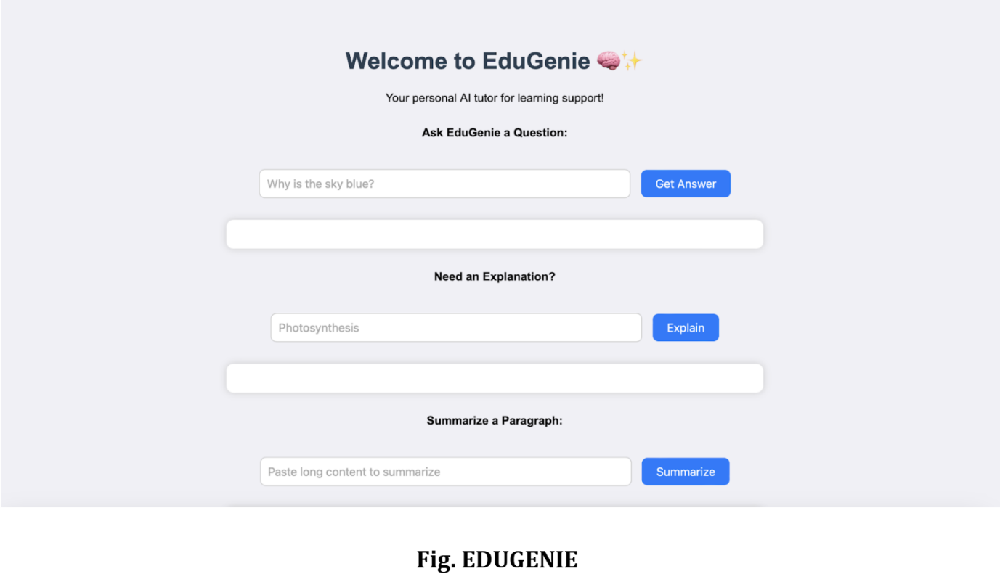 Welcome to EduGenie 🧠✨
Your personal AI tutor for learning support!
Ask EduGenie a Question:
Why is the sky blue?
Get Answer
Need an Explanation?
Photosynthesis
Explain
Summarize a Paragraph:
Paste long content to summarize
Summarize
Fig. EDUGENIE